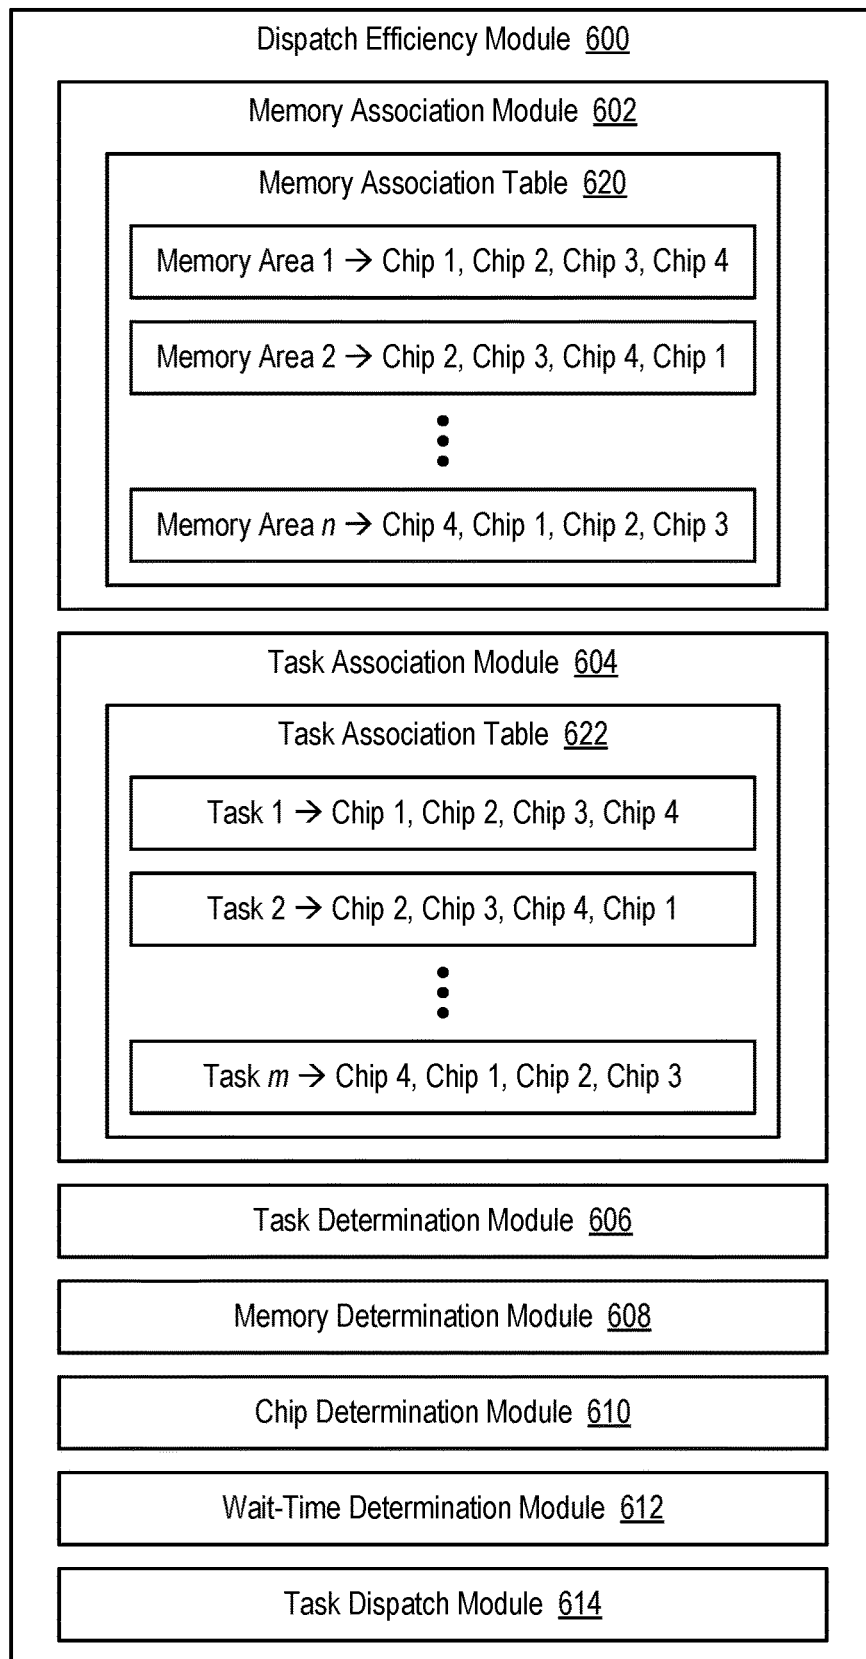 Dispatch Efficiency Module 600
Memory Association Module 602
Memory Association Table 620
Memory Area 1 → Chip 1, Chip 2, Chip 3, Chip 4
Memory Area 2 → Chip 2, Chip 3, Chip 4, Chip 1
Memory Area n → Chip 4, Chip 1, Chip 2, Chip 3
Task Association Module 604
Task Association Table 622
Task 1 → Chip 1, Chip 2, Chip 3, Chip 4
Task 2 → Chip 2, Chip 3, Chip 4, Chip 1
Task m → Chip 4, Chip 1, Chip 2, Chip 3
Task Determination Module 606
Memory Determination Module 608
Chip Determination Module 610
Wait-Time Determination Module 612
Task Dispatch Module 614